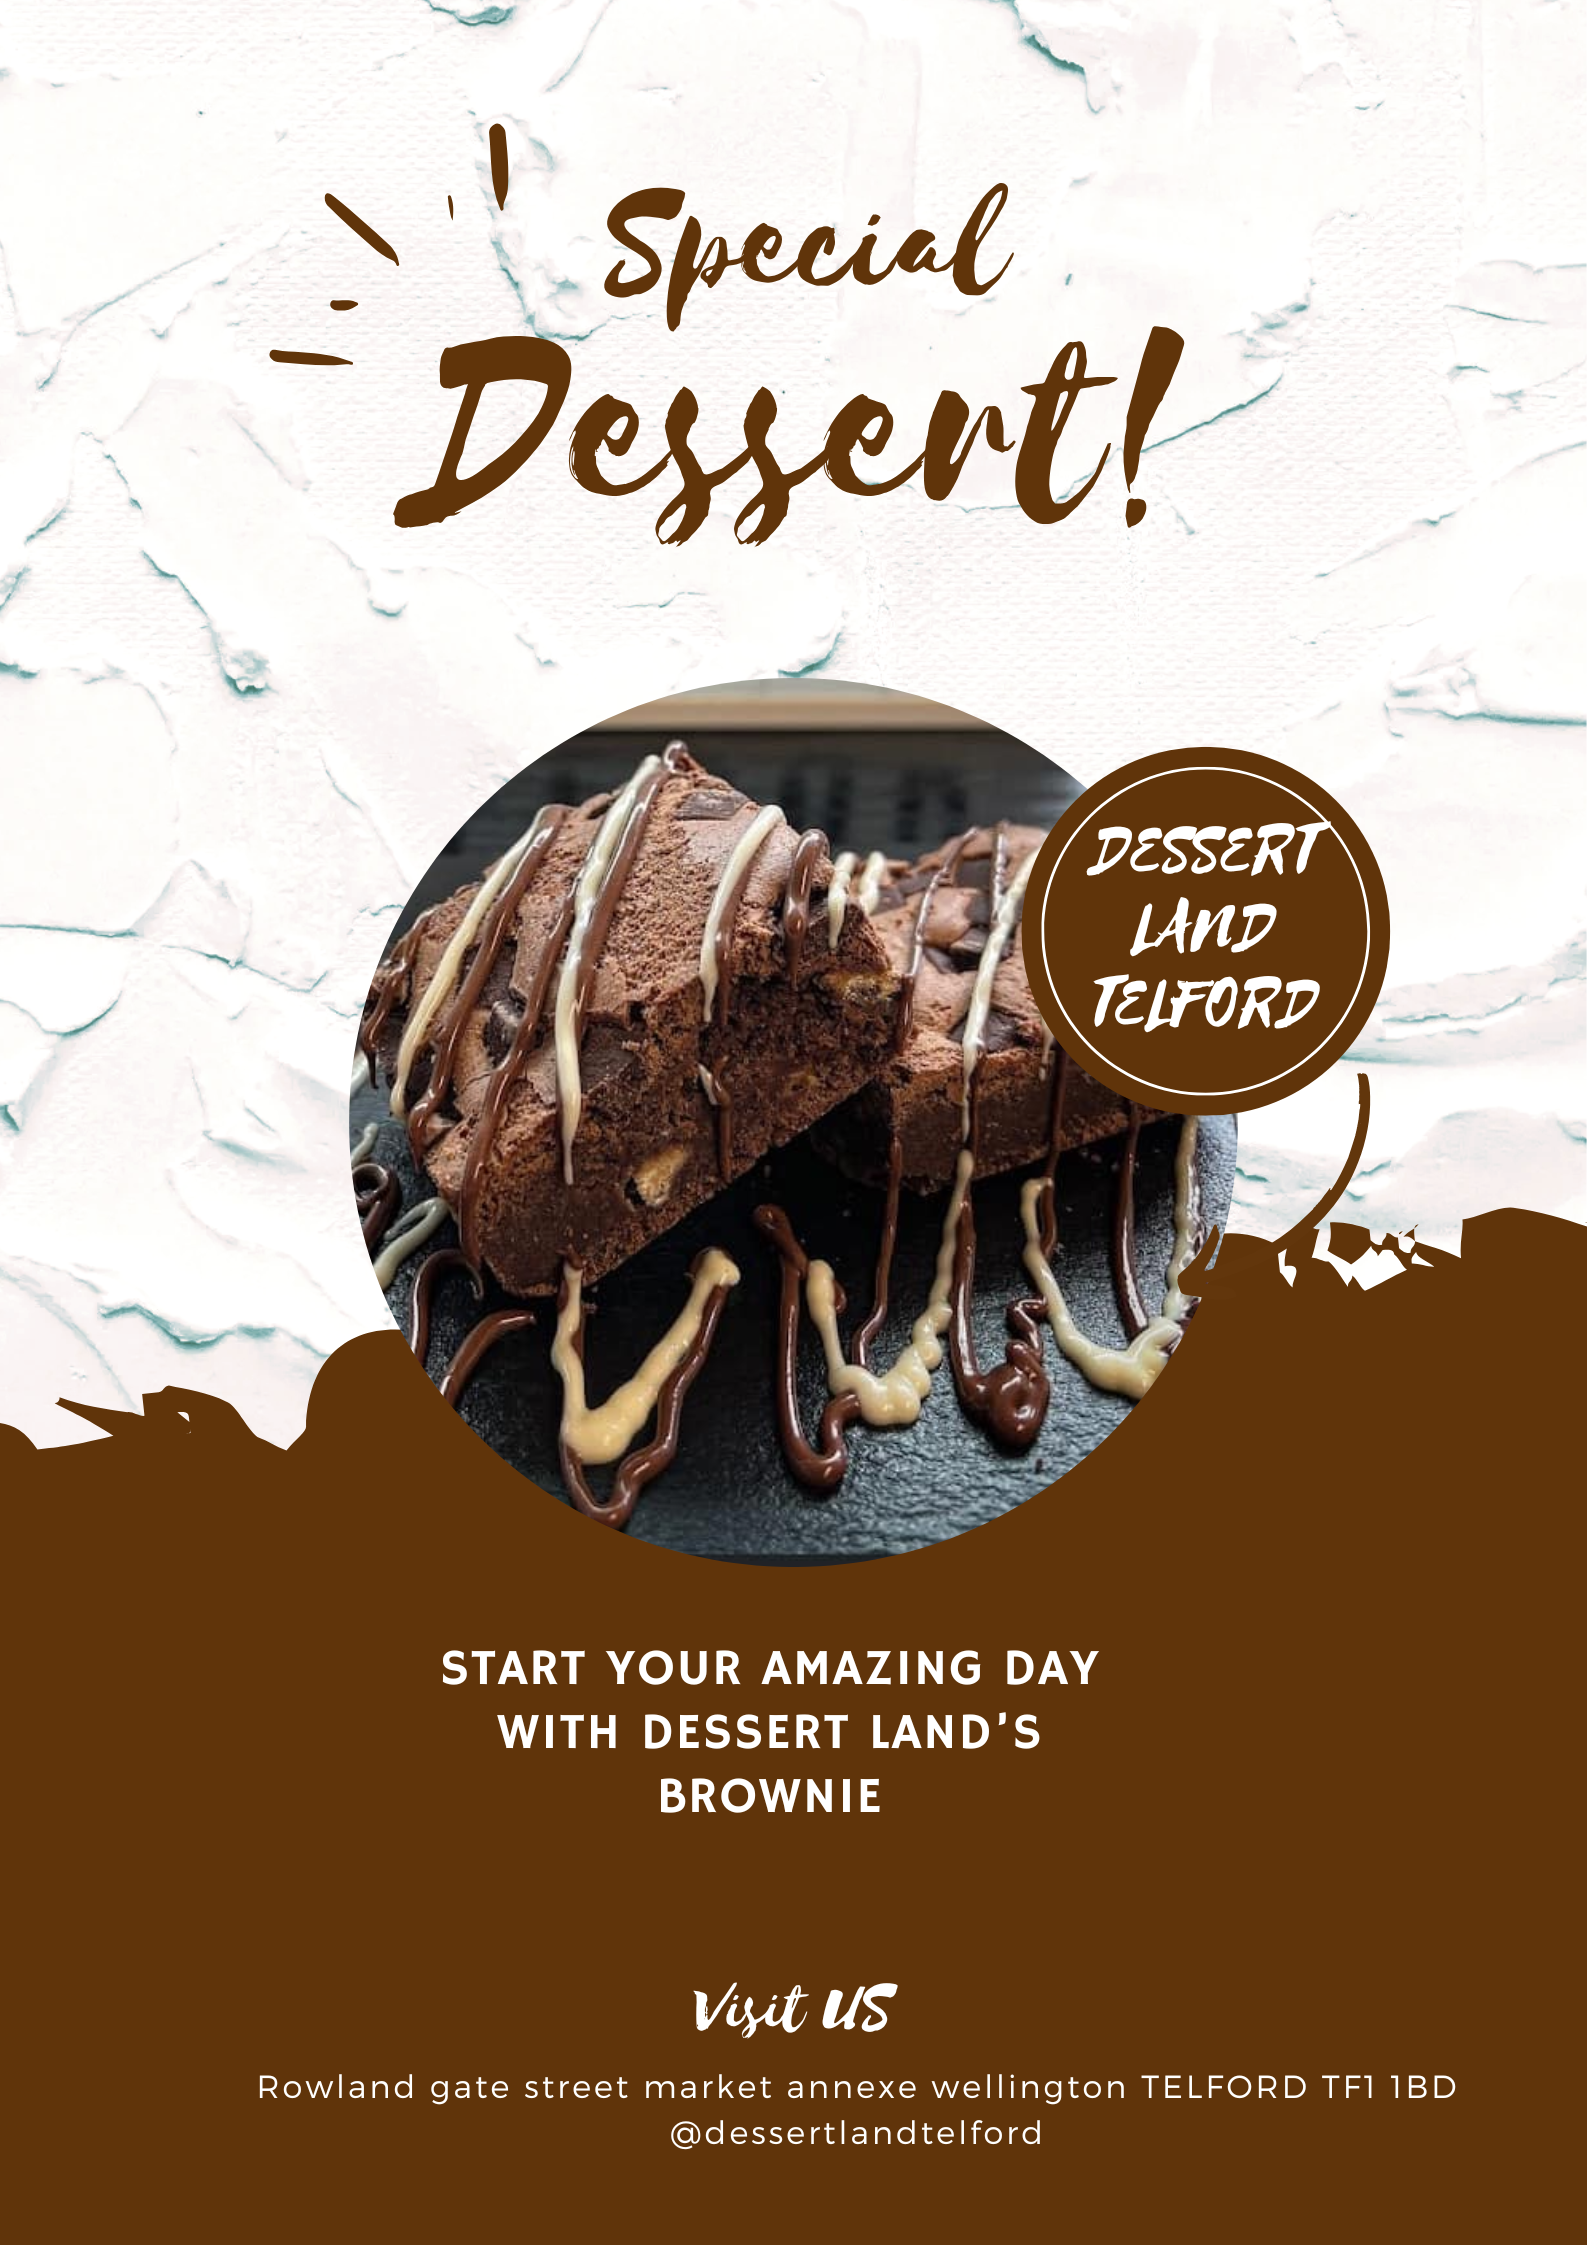 Special
Dessert!
DESSERT
LAND
TELFORD
START YOUR AMAZING DAY
WITH DESSERT LAND'S
BROWNIE
Visit US
Rowland gate street market annexe wellington TELFORD TF1 1BD
@dessertlandtelford